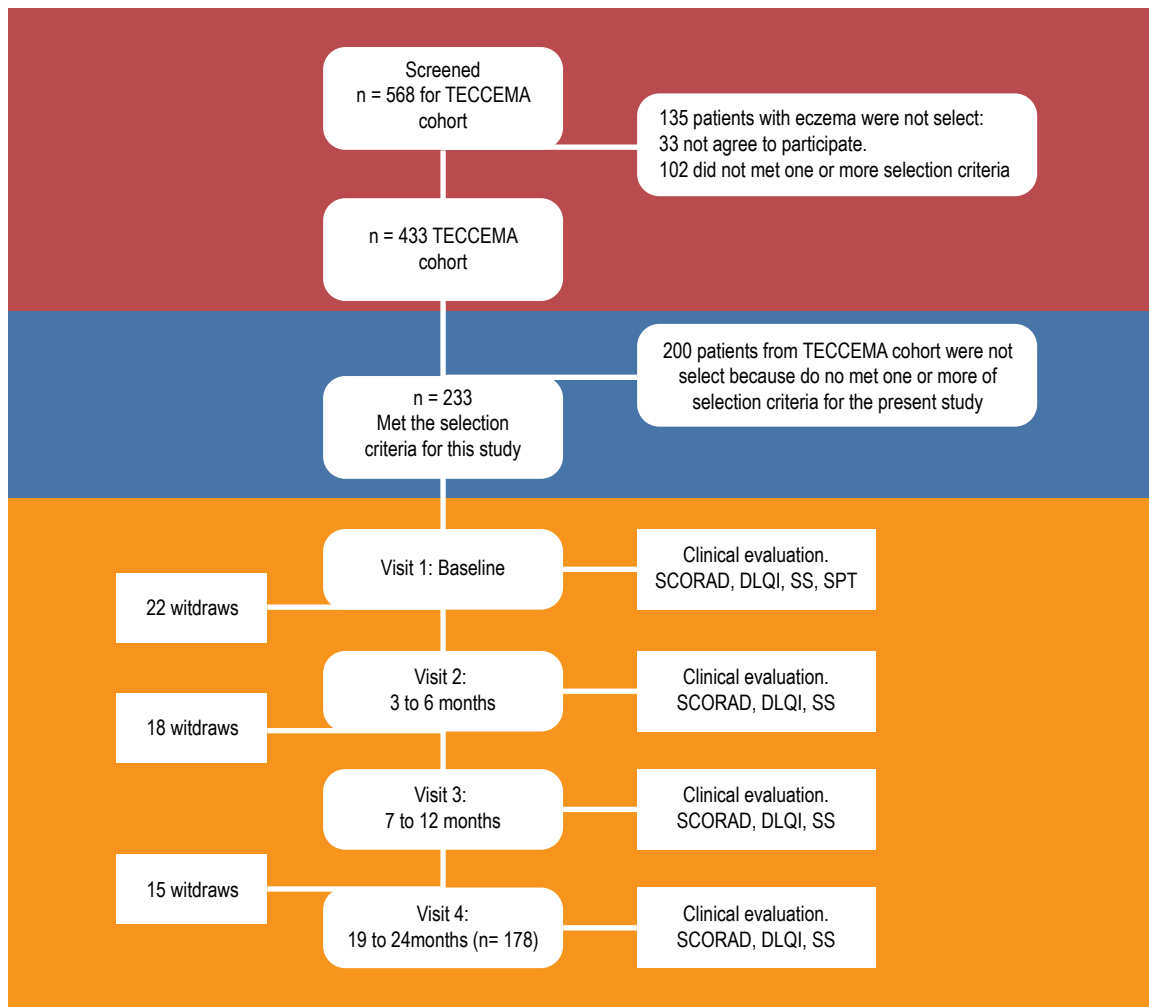 Screened
n = 568 for TECCEMA
cohort
135 patients with eczema were not select:
33 not agree to participate.
102 did not met one or more selection criteria
n = 433 TECCEMA
cohort
200 patients from TECCEMA cohort were not
select because do no met one or more of
selection criteria for the present study
n = 233
Met the selection
criteria for this study
Visit 1: Baseline
Clinical evaluation.
SCORAD, DLQI, SS, SPT
22 witdraws
Visit 2:
3 to 6 months
Clinical evaluation.
SCORAD, DLQI, SS
18 witdraws
Visit 3:
7 to 12 months
Clinical evaluation.
SCORAD, DLQI, SS
15 witdraws
Visit 4:
19 to 24months (n= 178)
Clinical evaluation.
SCORAD, DLQI, SS